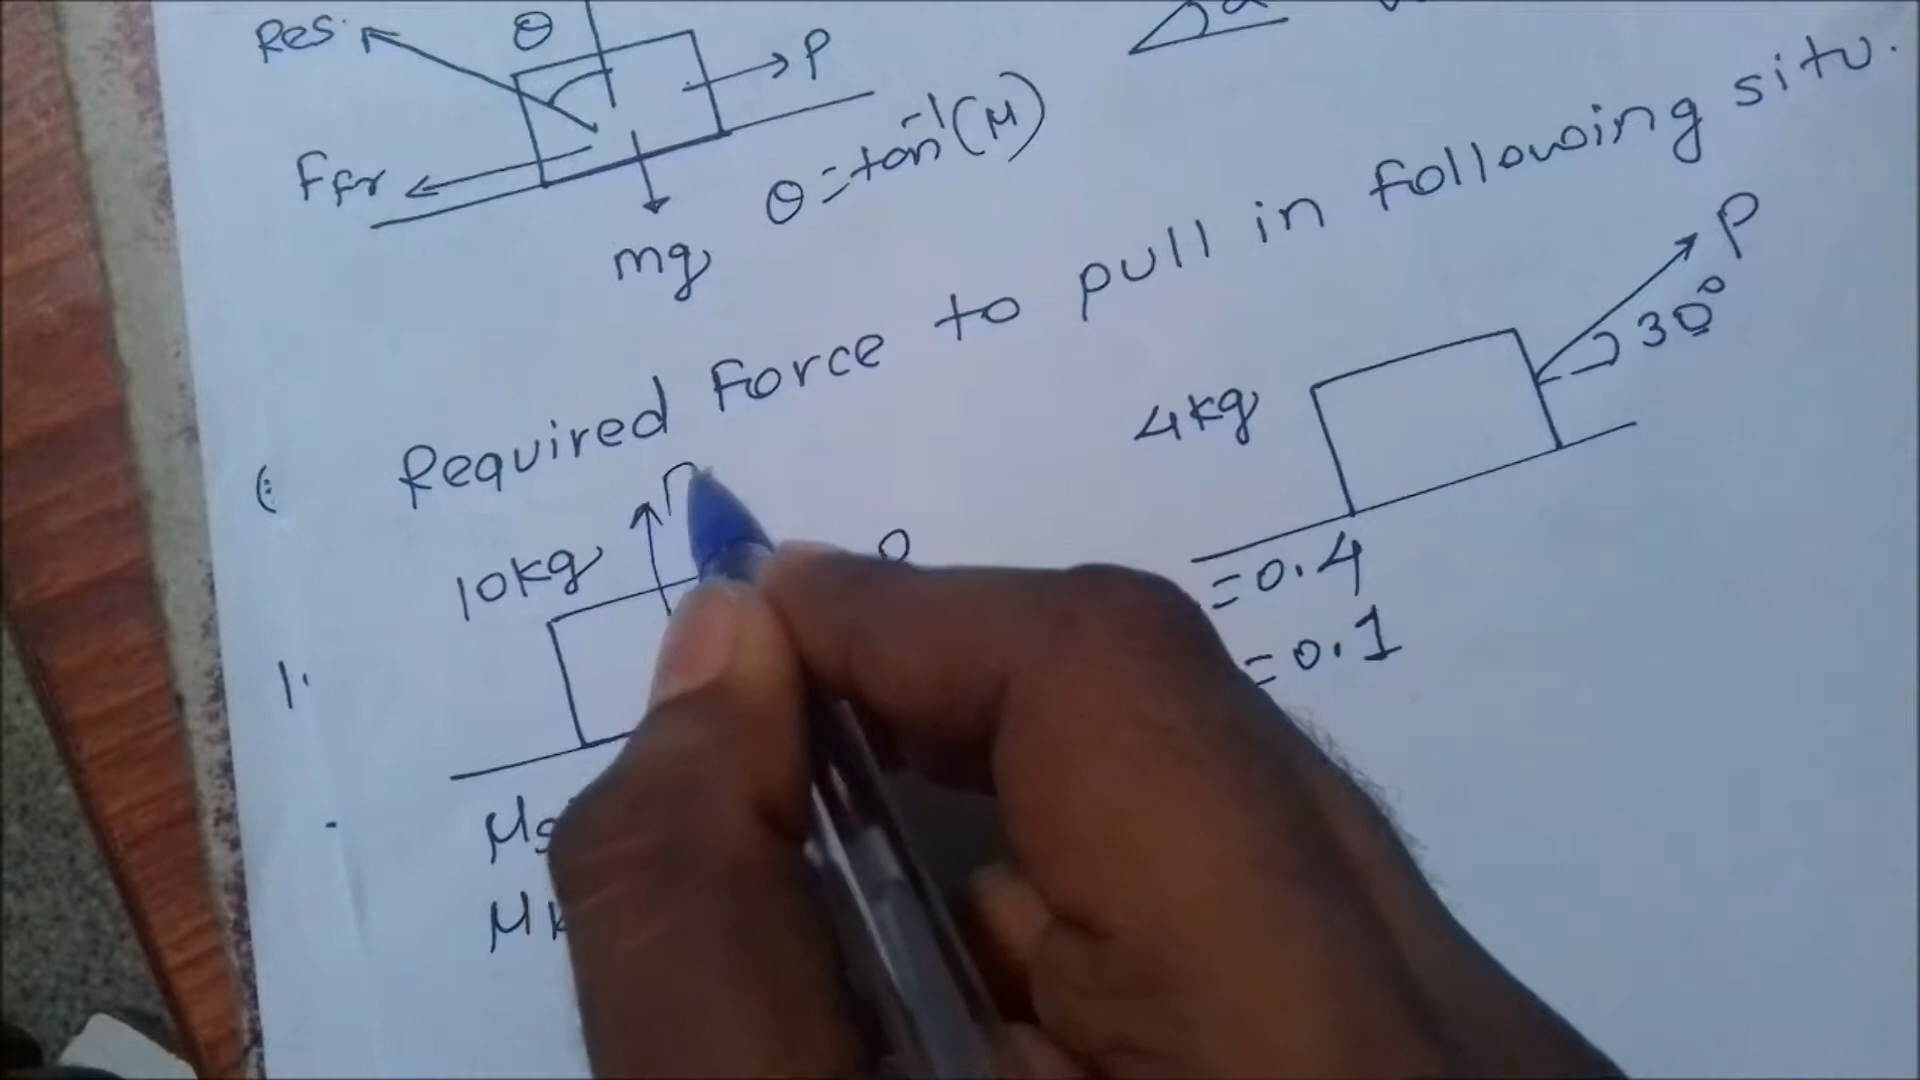 Res.
θ
P
Ffr
mg
θ = tan⁻¹(μ)
Required Force to pull in following situ.
P
30°
4kg
10kg
= 0.4
= 0.1
1.
μs
μk